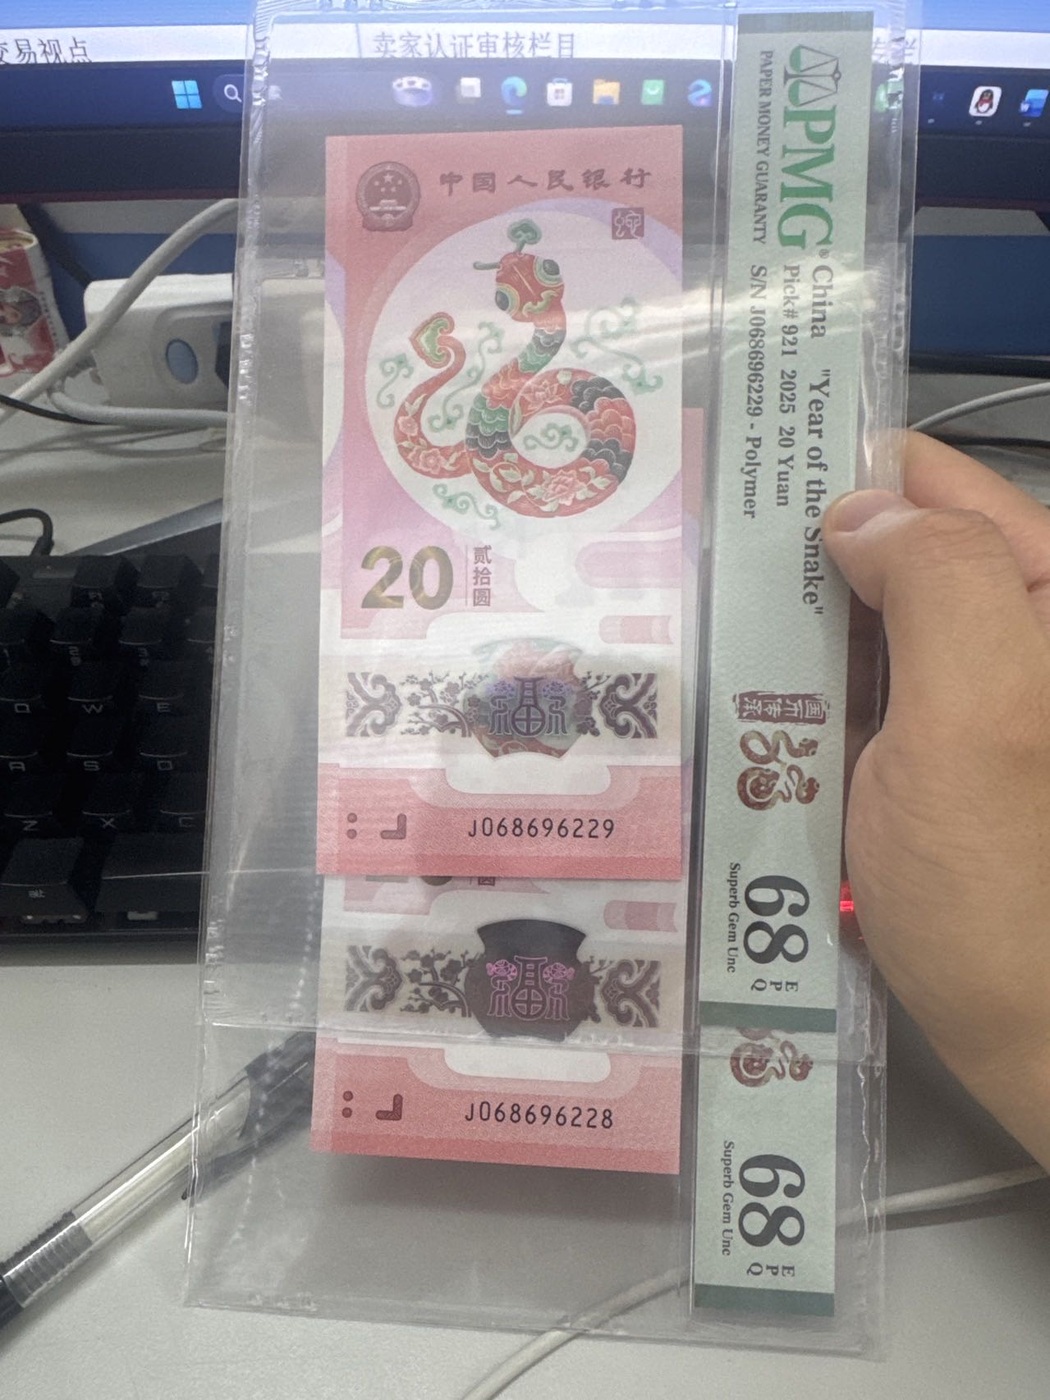 交易视点
卖家认证审核栏目
中国人民银行
20
贰拾圆
福
J068696229
福
J068696228
PMG
PAPER MONEY GUARANTY
China "Year of the Snake"
Pick# 921 2025 20 Yuan
S/N J068696229 - Polymer
68 EPQ
Superb Gem Unc
68 EPQ
Superb Gem Unc
Q
W
E
A
S
D
Z
X
C